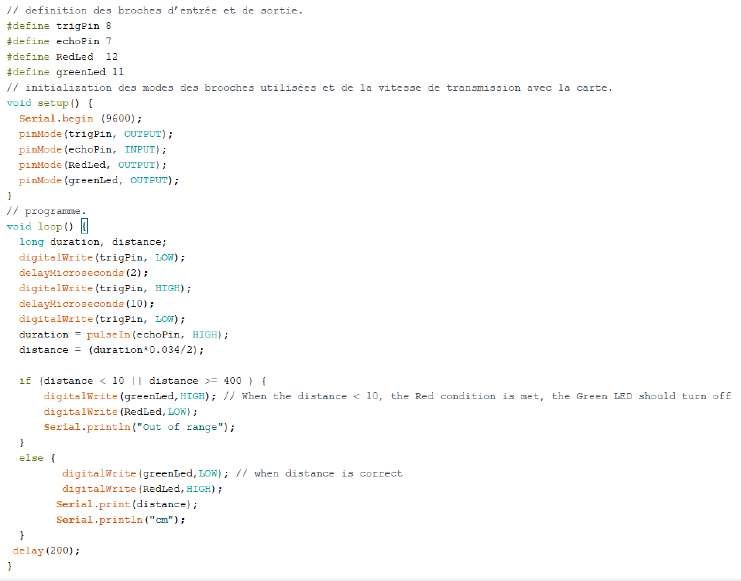 // definition des broches d'entrée et de sortie.
#define trigPin 8
#define echoPin 7
#define RedLed  12
#define greenLed 11
// initialization des modes des brooches utilisées et de la vitesse de transmission avec la carte.
void setup() {
  Serial.begin (9600);
  pinMode(trigPin, OUTPUT);
  pinMode(echoPin, INPUT);
  pinMode(RedLed, OUTPUT);
  pinMode(greenLed, OUTPUT);
}
// programme.
void loop() {
  long duration, distance;
  digitalWrite(trigPin, LOW);
  delayMicroseconds(2);
  digitalWrite(trigPin, HIGH);
  delayMicroseconds(10);
  digitalWrite(trigPin, LOW);
  duration = pulseIn(echoPin, HIGH);
  distance = (duration*0.034/2);
  if (distance < 10 || distance >= 400 ) {
      digitalWrite(greenLed,HIGH); // When the distance < 10, the Red condition is met, the Green LED should turn off
      digitalWrite(RedLed,LOW);
      Serial.println("Out of range");
  }
  else {
         digitalWrite(greenLed,LOW); // when distance is correct
         digitalWrite(RedLed,HIGH);
        Serial.print(distance);
        Serial.println("cm");
  }
 delay(200);
}